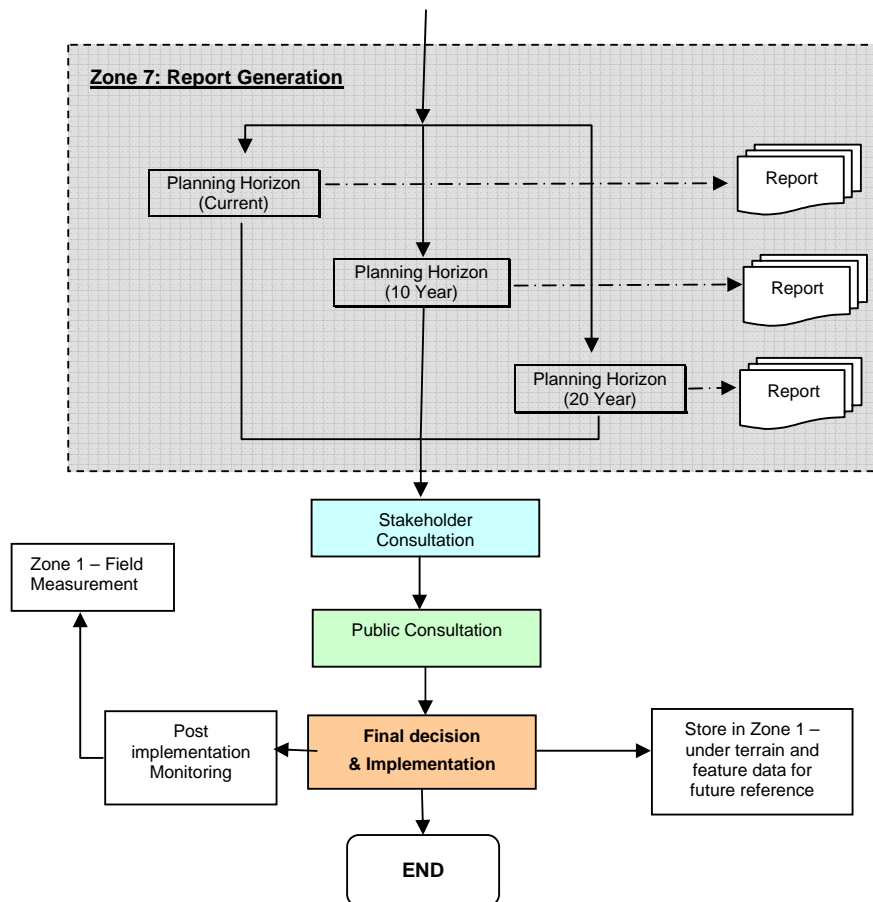 Zone 7: Report Generation
Planning Horizon
(Current)
Report
Planning Horizon
(10 Year)
Report
Planning Horizon
(20 Year)
Report
Stakeholder
Consultation
Zone 1 – Field
Measurement
Public Consultation
Post
implementation
Monitoring
Final decision
& Implementation
Store in Zone 1 –
under terrain and
feature data for
future reference
END